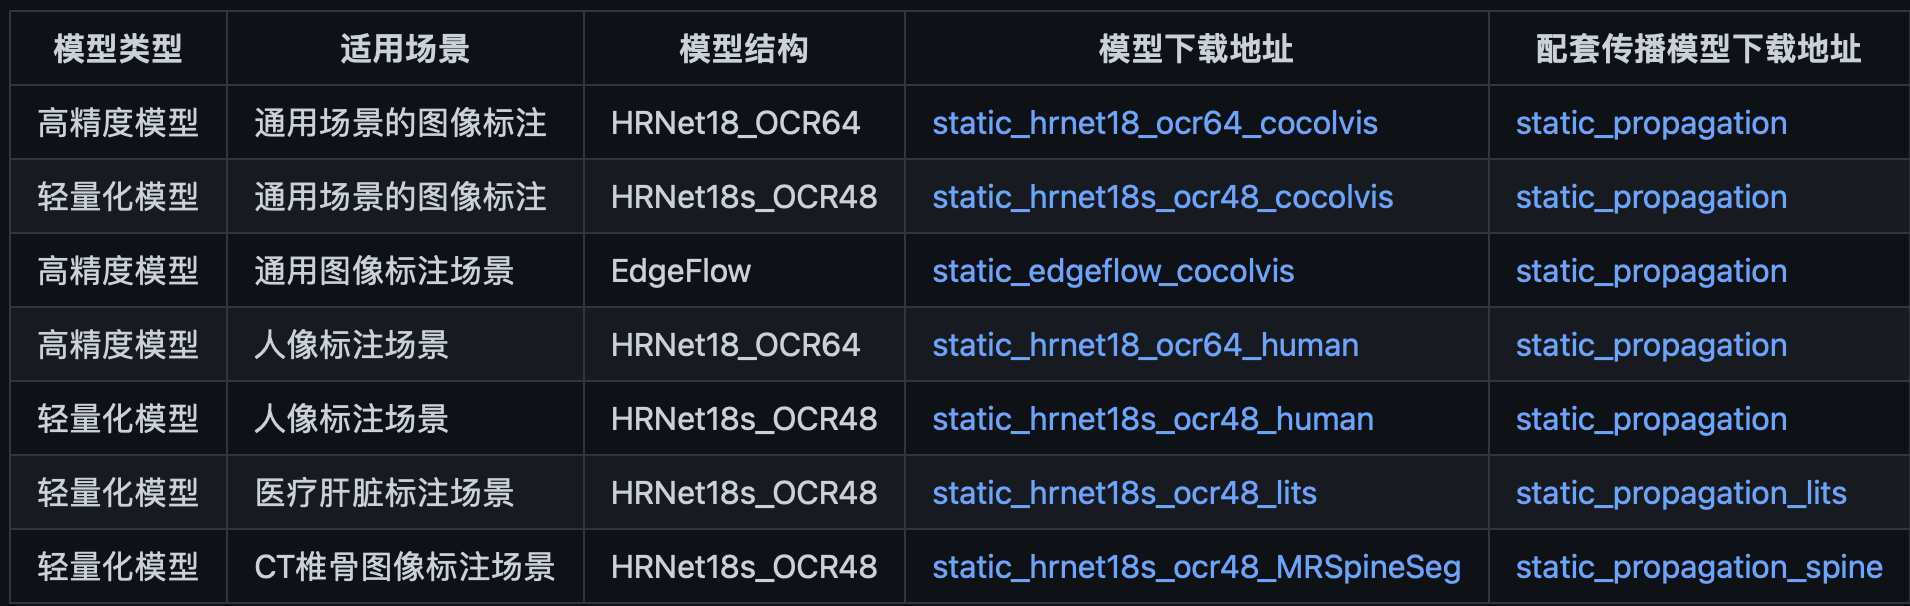 模型类型 适用场景 模型结构 模型下载地址 配套传播模型下载地址
高精度模型 通用场景的图像标注 HRNet18_OCR64 static_hrnet18_ocr64_cocolvis static_propagation
轻量化模型 通用场景的图像标注 HRNet18s_OCR48 static_hrnet18s_ocr48_cocolvis static_propagation
高精度模型 通用图像标注场景 EdgeFlow static_edgeflow_cocolvis static_propagation
高精度模型 人像标注场景 HRNet18_OCR64 static_hrnet18_ocr64_human static_propagation
轻量化模型 人像标注场景 HRNet18s_OCR48 static_hrnet18s_ocr48_human static_propagation
轻量化模型 医疗肝脏标注场景 HRNet18s_OCR48 static_hrnet18s_ocr48_lits static_propagation_lits
轻量化模型 CT椎骨图像标注场景 HRNet18s_OCR48 static_hrnet18s_ocr48_MRSpineSeg static_propagation_spine